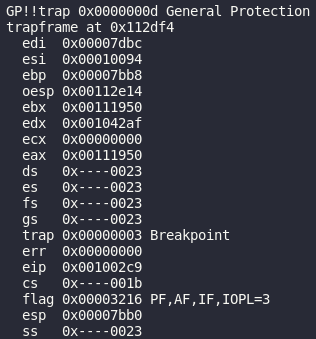 GP!!trap 0x0000000d General Protection
trapframe at 0x112df4
edi 0x00007dbc
esi 0x00010094
ebp 0x00007bb8
oesp 0x00112e14
ebx 0x00111950
edx 0x001042af
ecx 0x00000000
eax 0x00111950
ds 0x----0023
es 0x----0023
fs 0x----0023
gs 0x----0023
trap 0x00000003 Breakpoint
err 0x00000000
eip 0x001002c9
cs 0x----001b
flag 0x00003216 PF,AF,IF,IOPL=3
esp 0x00007bb0
ss 0x----0023